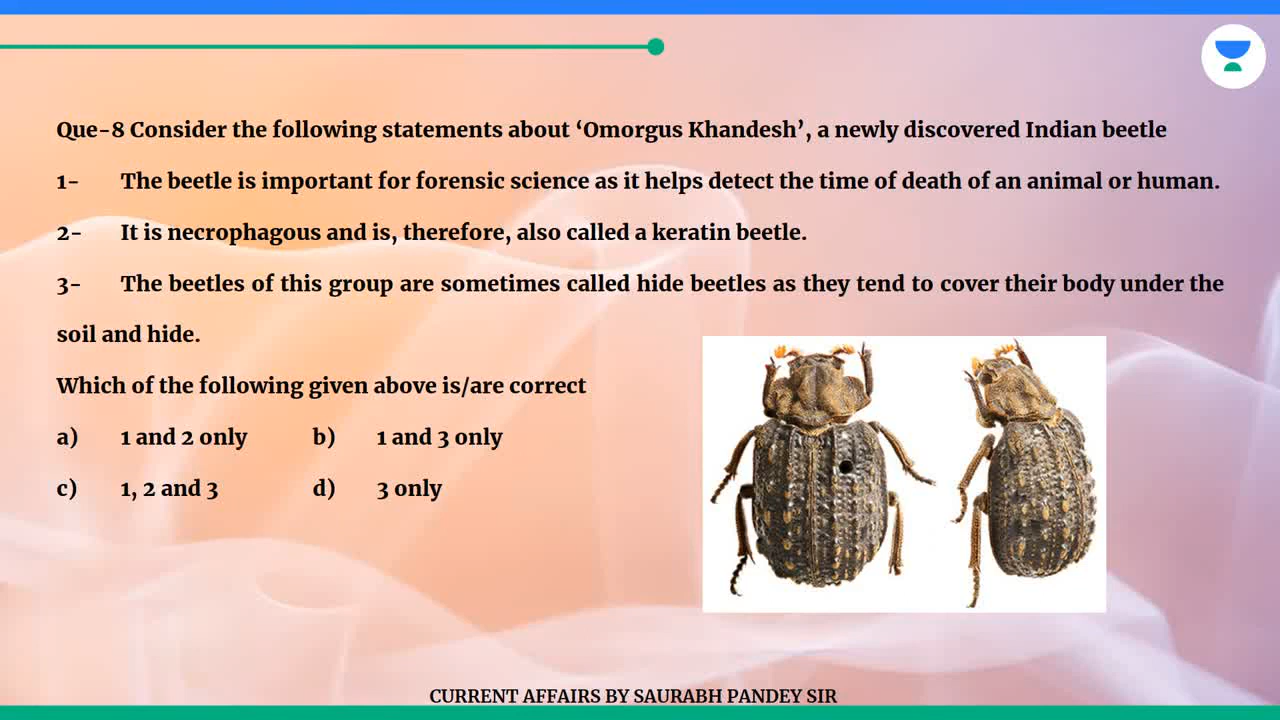 Que-8 Consider the following statements about ‘Omorgus Khandesh’, a newly discovered Indian beetle
1- The beetle is important for forensic science as it helps detect the time of death of an animal or human.
2- It is necrophagous and is, therefore, also called a keratin beetle.
3- The beetles of this group are sometimes called hide beetles as they tend to cover their body under the
soil and hide.
Which of the following given above is/are correct
a) 1 and 2 only b) 1 and 3 only
c) 1, 2 and 3 d) 3 only
CURRENT AFFAIRS BY SAURABH PANDEY SIR